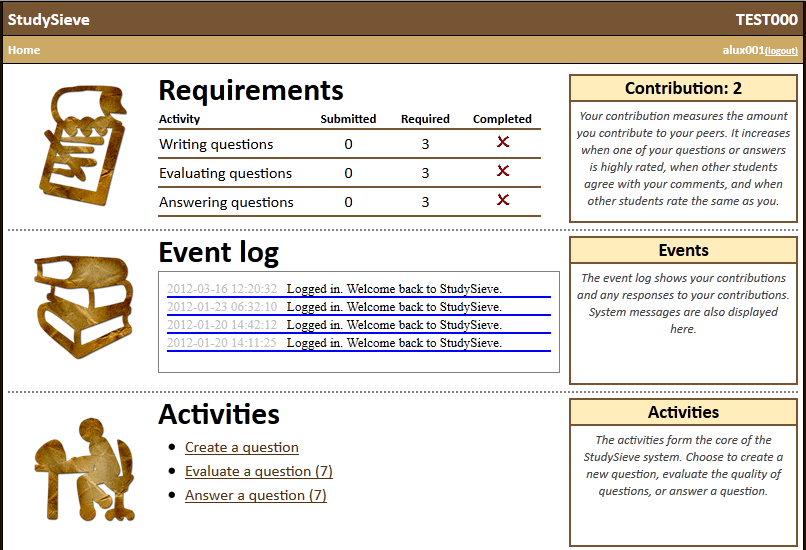 StudySieve TEST000
Home alux001(logout)
Requirements
Activity Submitted Required Completed
Writing questions 0 3 X
Evaluating questions 0 3 X
Answering questions 0 3 X
Contribution: 2
Your contribution measures the amount
you contribute to your peers. It increases
when one of your questions or answers
is highly rated, when other students
agree with your comments, and when
other students rate the same as you.
Event log
2012-03-16 12:20:32 Logged in. Welcome back to StudySieve.
2012-01-23 06:32:10 Logged in. Welcome back to StudySieve.
2012-01-20 14:42:12 Logged in. Welcome back to StudySieve.
2012-01-20 14:11:25 Logged in. Welcome back to StudySieve.
Events
The event log shows your contributions
and any responses to your contributions.
System messages are also displayed
here.
Activities
Create a question
Evaluate a question (7)
Answer a question (7)
Activities
The activities form the core of the
StudySieve system. Choose to create a
new question, evaluate the quality of
questions, or answer a question.